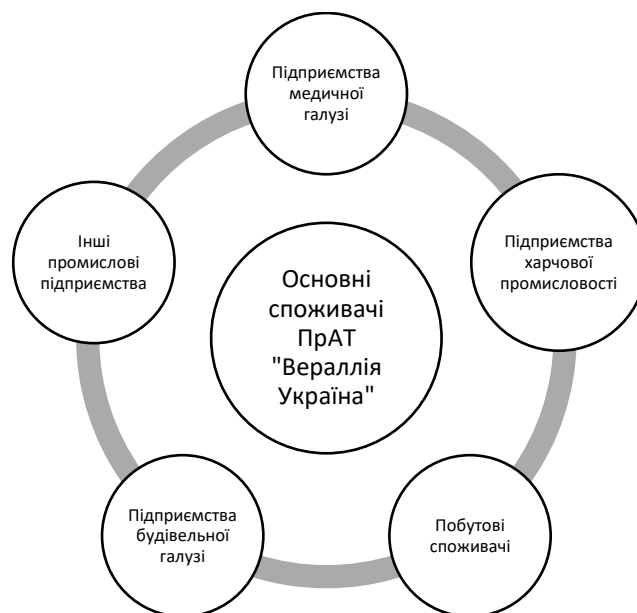 Підприємства
медичної
галузі
Підприємства
харчової
промисловості
Побутові
споживачі
Підприємства
будівельної
галузі
Інші
промислові
підприємства
Основні
споживачі
ПрАТ
"Вераллія
Україна"